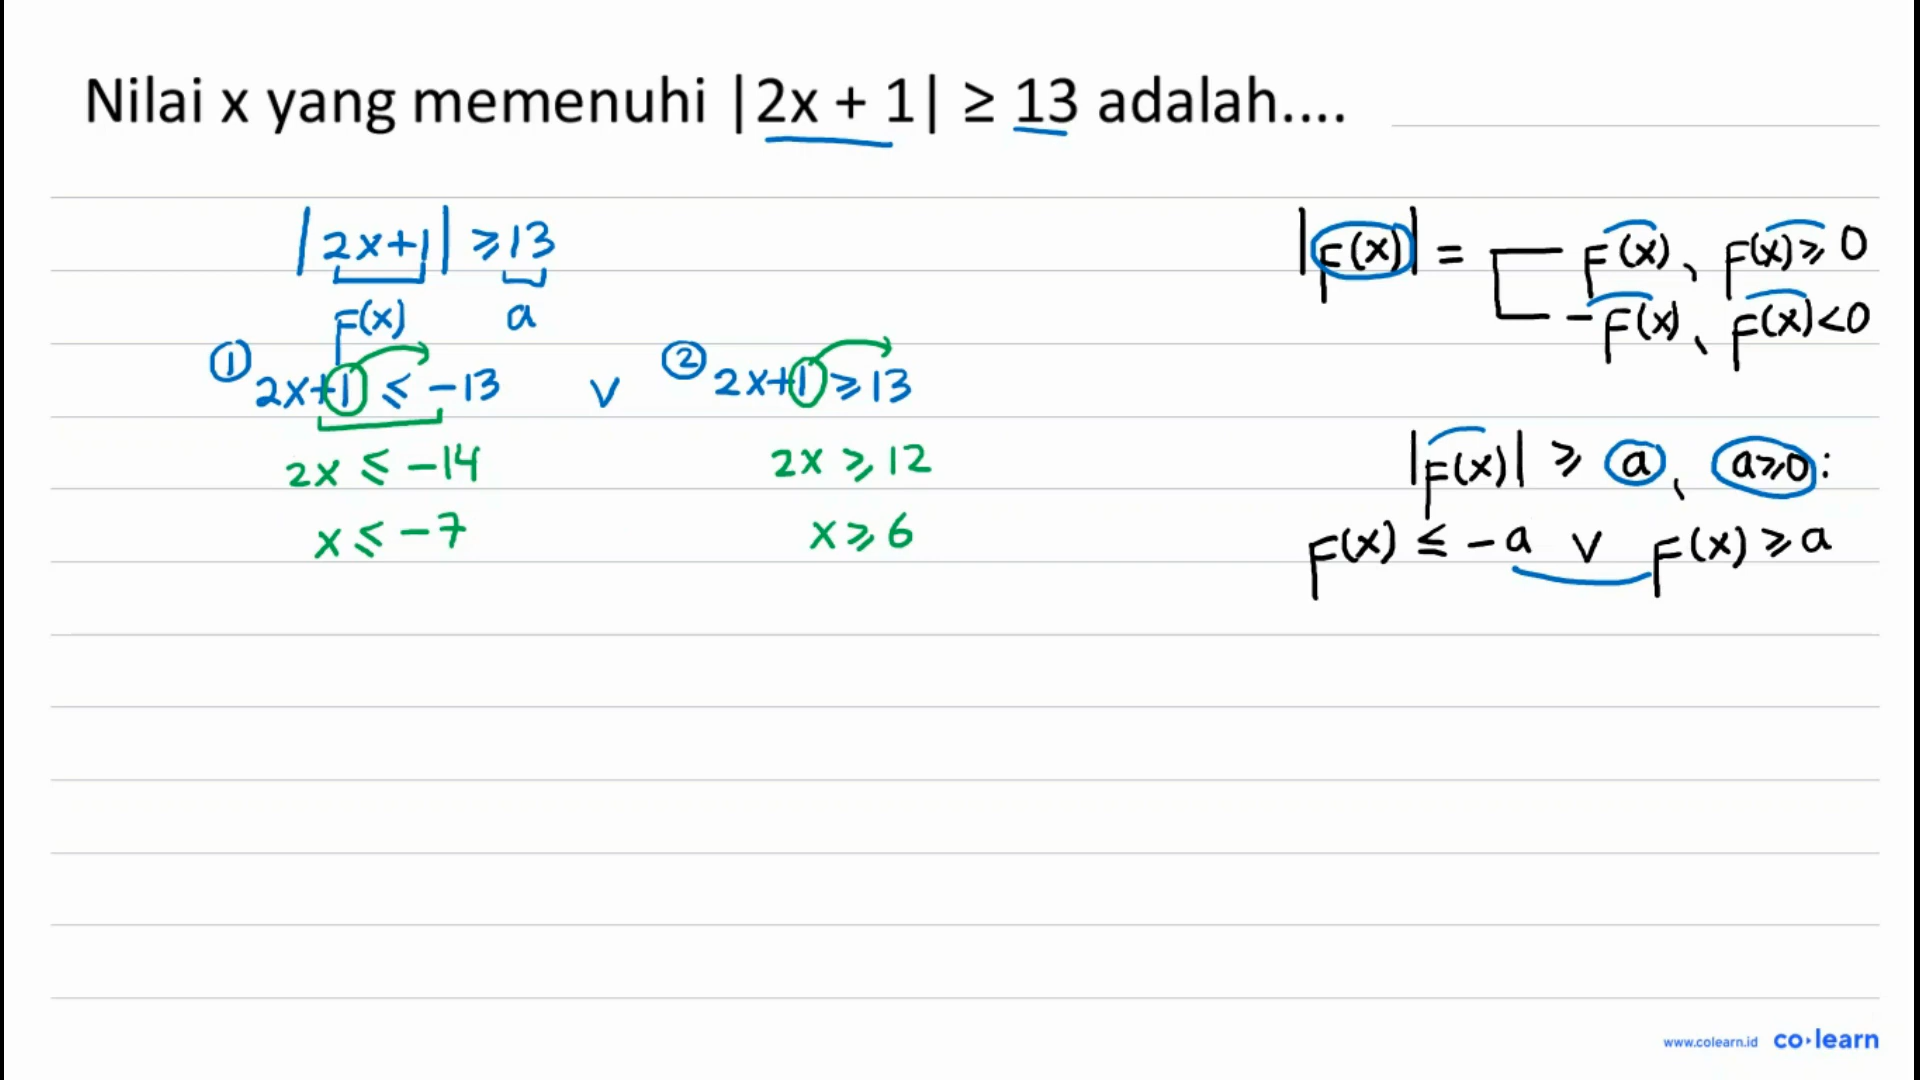 Nilai x yang memenuhi |2x + 1| ≥ 13 adalah....
|2x+1| ≥ 13
F(x) a
① 2x+1 ≤ -13 ∨ ② 2x+1 ≥ 13
2x ≤ -14 2x ≥ 12
x ≤ -7 x ≥ 6
|F(x)| = F(x), F(x) ≥ 0
-F(x), F(x) < 0
|F(x)| ≥ a, a ≥ 0 :
F(x) ≤ -a ∨ F(x) ≥ a
www.colearn.id co·learn